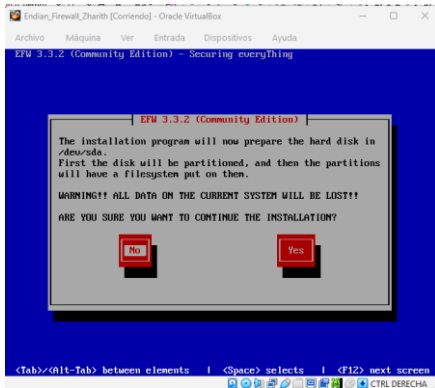 Endian_Firewall_Zharith [Corriendo] - Oracle VirtualBox
Archivo Máquina Ver Entrada Dispositivos Ayuda
EFW 3.3.2 (Community Edition) - Securing everyThing
EFW 3.3.2 (Community Edition)
The installation program will now prepare the hard disk in
/dev/sda.
First the disk will be partitioned, and then the partitions
will have a filesystem put on them.
WARNING!! ALL DATA ON THE CURRENT SYSTEM WILL BE LOST!!
ARE YOU SURE YOU WANT TO CONTINUE THE INSTALLATION?
No Yes
<Tab>/<Alt-Tab> between elements | <Space> selects | <F12> next screen
CTRL DERECHA